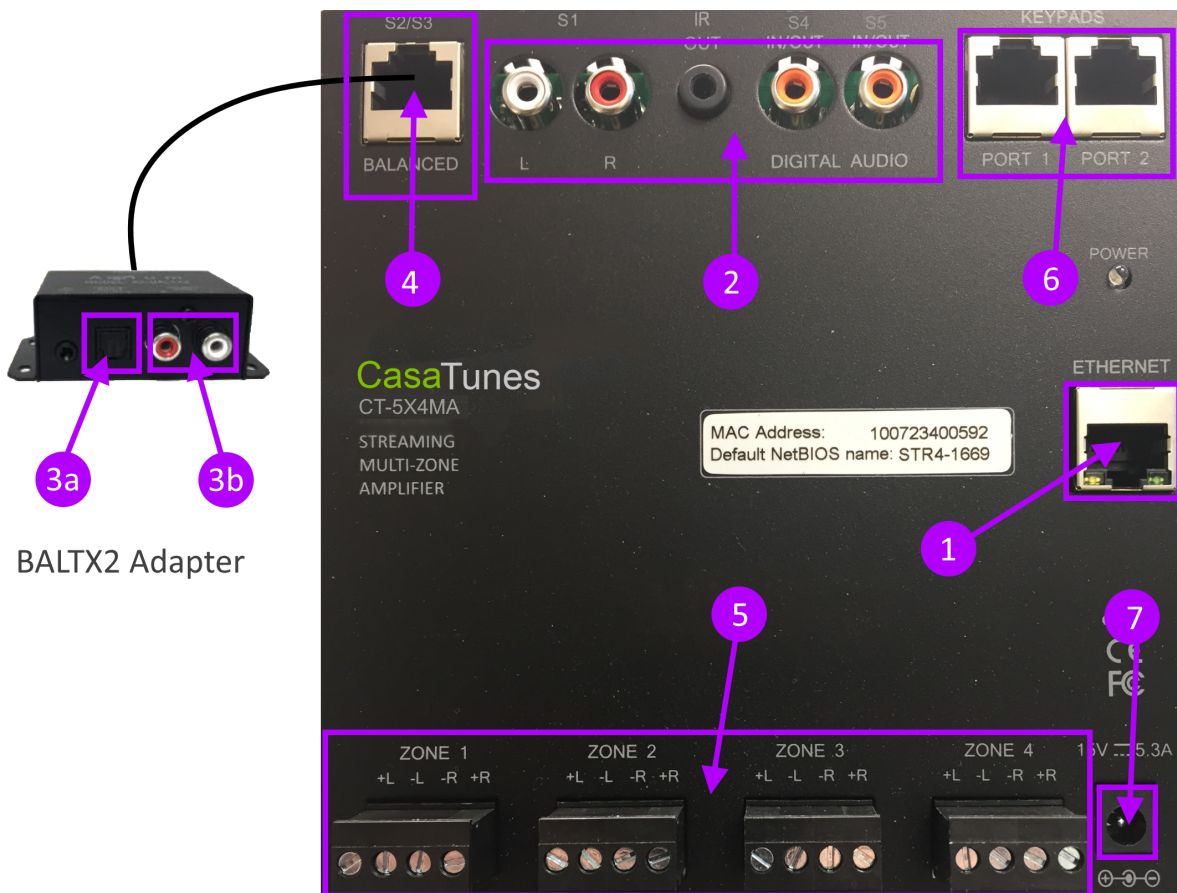 S2/S3
S1
IR
OUT
S4
IN/OUT
S5
IN/OUT
KEYPADS
BALANCED
L
R
DIGITAL AUDIO
PORT 1
PORT 2
4
2
6
POWER
3a
3b
BALTX2 Adapter
CasaTunes
CT-5X4MA
STREAMING
MULTI-ZONE
AMPLIFIER
MAC Address: 100723400592
Default NetBIOS name: STR4-1669
ETHERNET
1
5
7
CE
FC
ZONE 1
+L -L -R +R
ZONE 2
+L -L -R +R
ZONE 3
+L -L -R +R
ZONE 4
+L -L -R +R
5.3A